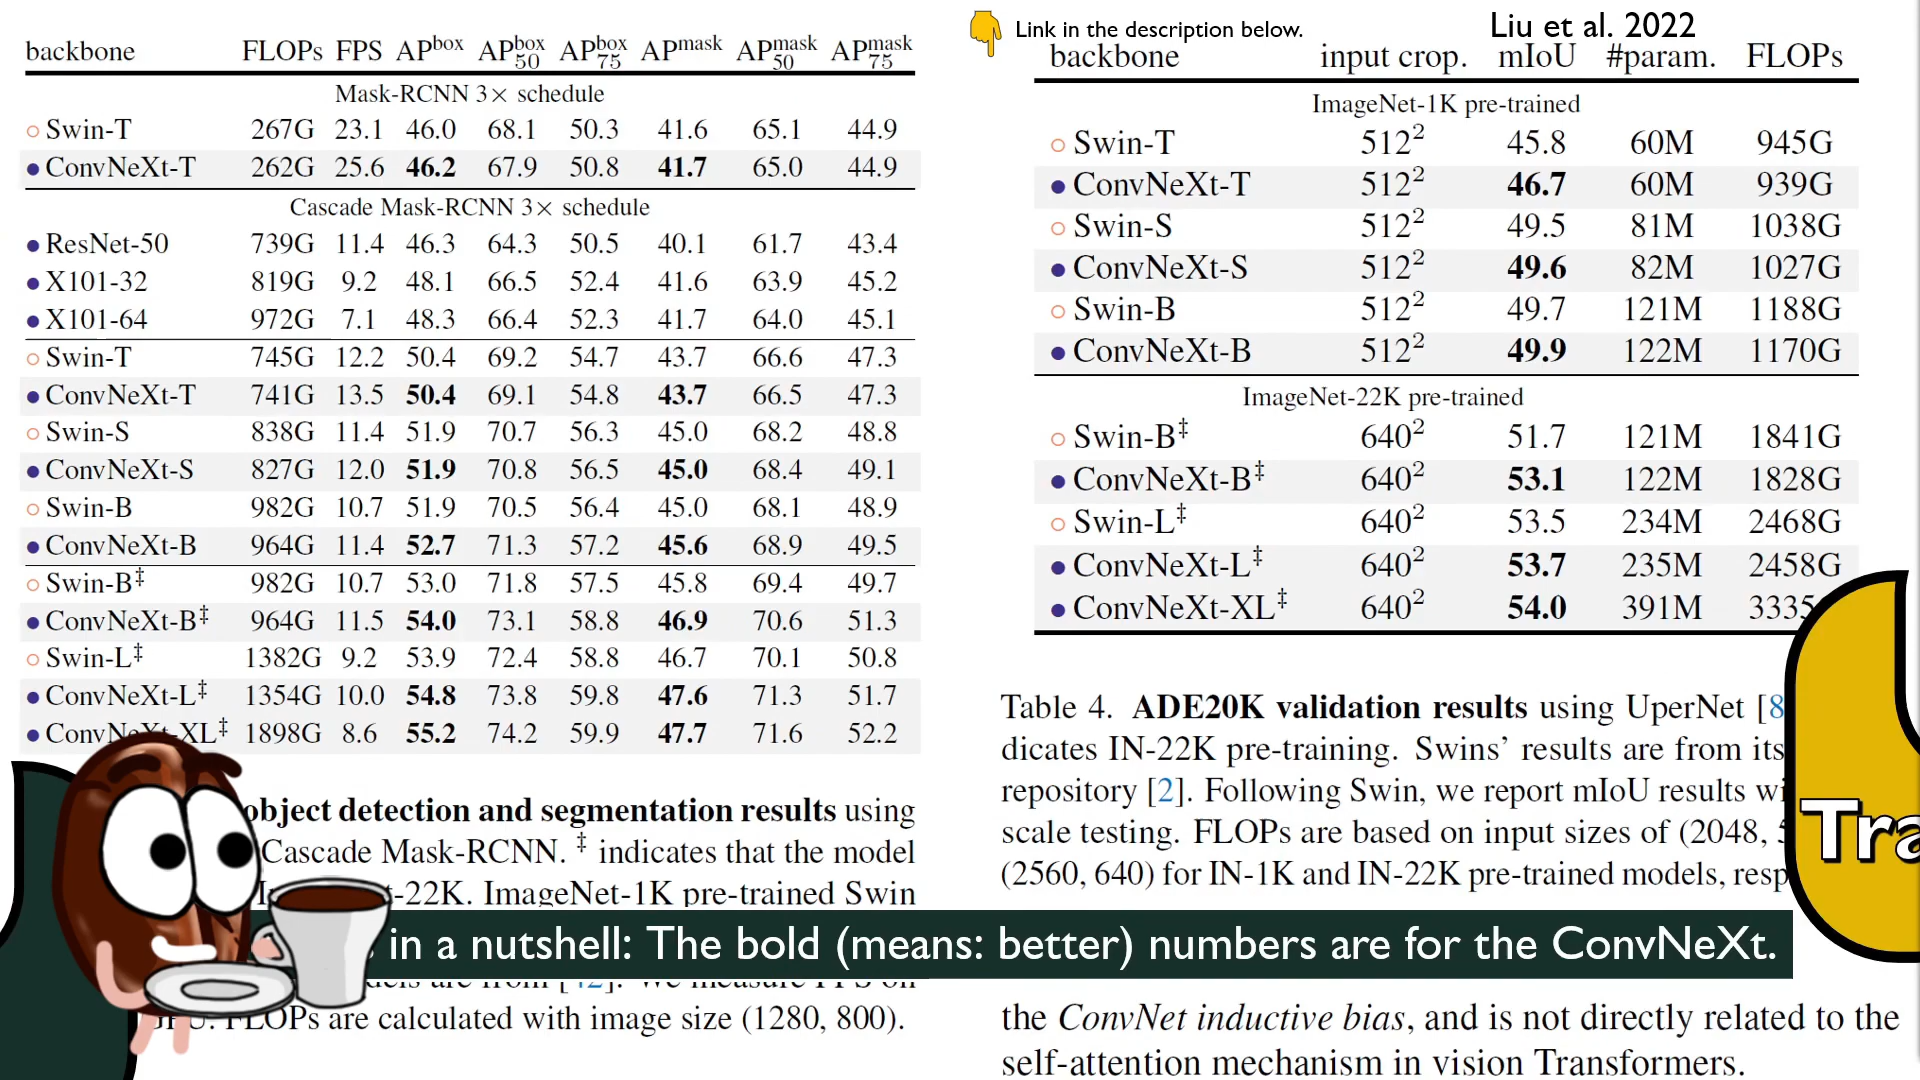 backbone FLOPs FPS APbox APbox50 APbox75 APmask APmask50 APmask75
Mask-RCNN 3× schedule
○ Swin-T 267G 23.1 46.0 68.1 50.3 41.6 65.1 44.9
● ConvNeXt-T 262G 25.6 46.2 67.9 50.8 41.7 65.0 44.9
Cascade Mask-RCNN 3× schedule
● ResNet-50 739G 11.4 46.3 64.3 50.5 40.1 61.7 43.4
● X101-32 819G 9.2 48.1 66.5 52.4 41.6 63.9 45.2
● X101-64 972G 7.1 48.3 66.4 52.3 41.7 64.0 45.1
○ Swin-T 745G 12.2 50.4 69.2 54.7 43.7 66.6 47.3
● ConvNeXt-T 741G 13.5 50.4 69.1 54.8 43.7 66.5 47.3
○ Swin-S 838G 11.4 51.9 70.7 56.3 45.0 68.2 48.8
● ConvNeXt-S 827G 12.0 51.9 70.8 56.5 45.0 68.4 49.1
○ Swin-B 982G 10.7 51.9 70.5 56.4 45.0 68.1 48.9
● ConvNeXt-B 964G 11.4 52.7 71.3 57.2 45.6 68.9 49.5
○ Swin-B‡ 982G 10.7 53.0 71.8 57.5 45.8 69.4 49.7
● ConvNeXt-B‡ 964G 11.5 54.0 73.1 58.8 46.9 70.6 51.3
○ Swin-L‡ 1382G 9.2 53.9 72.4 58.8 46.7 70.1 50.8
● ConvNeXt-L‡ 1354G 10.0 54.8 73.8 59.8 47.6 71.3 51.7
● ConvNeXt-XL‡ 1898G 8.6 55.2 74.2 59.9 47.7 71.6 52.2
object detection and segmentation results using
Cascade Mask-RCNN. ‡ indicates that the model
-22K. ImageNet-1K pre-trained Swin
GPU. FLOPs are calculated with image size (1280, 800).
Link in the description below.
Liu et al. 2022
backbone input crop. mIoU #param. FLOPs
ImageNet-1K pre-trained
○ Swin-T 512² 45.8 60M 945G
● ConvNeXt-T 512² 46.7 60M 939G
○ Swin-S 512² 49.5 81M 1038G
● ConvNeXt-S 512² 49.6 82M 1027G
○ Swin-B 512² 49.7 121M 1188G
● ConvNeXt-B 512² 49.9 122M 1170G
ImageNet-22K pre-trained
○ Swin-B‡ 640² 51.7 121M 1841G
● ConvNeXt-B‡ 640² 53.1 122M 1828G
○ Swin-L‡ 640² 53.5 234M 2468G
● ConvNeXt-L‡ 640² 53.7 235M 2458G
● ConvNeXt-XL‡ 640² 54.0 391M 3335
Table 4. ADE20K validation results using UperNet [8
dicates IN-22K pre-training. Swins’ results are from its
repository [2]. Following Swin, we report mIoU results wi
scale testing. FLOPs are based on input sizes of (2048, 5
(2560, 640) for IN-1K and IN-22K pre-trained models, resp
Tra
in a nutshell: The bold (means: better) numbers are for the ConvNeXt.
the ConvNet inductive bias, and is not directly related to the
self-attention mechanism in vision Transformers.